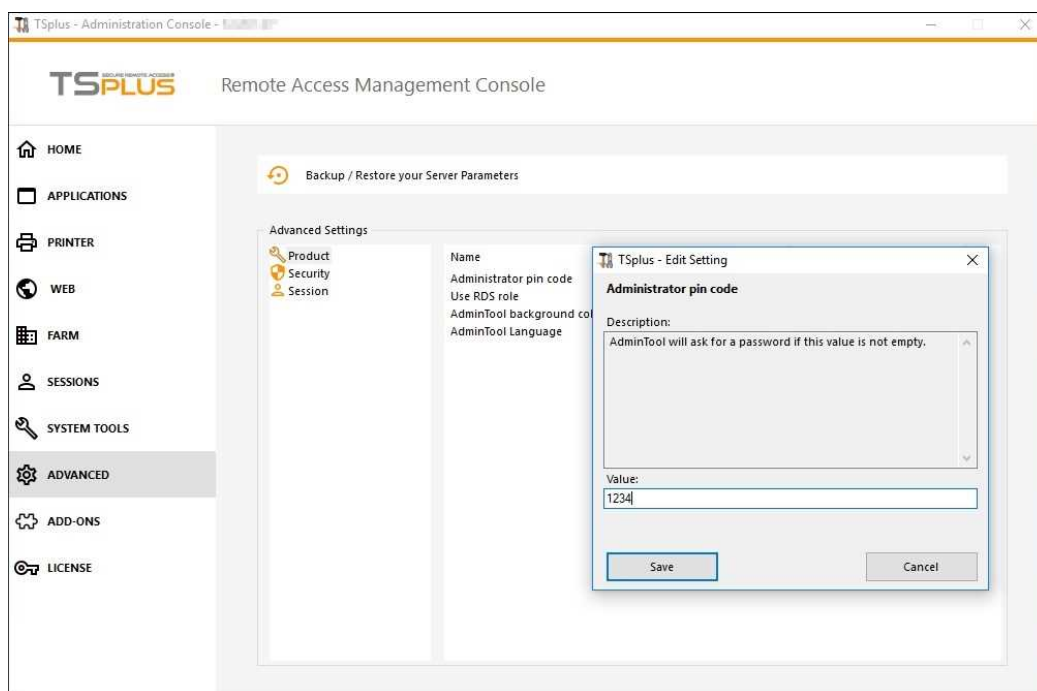 TSplus - Administration Console -
TSPLUS SECURE REMOTE ACCESS
Remote Access Management Console
HOME
APPLICATIONS
PRINTER
WEB
FARM
SESSIONS
SYSTEM TOOLS
ADVANCED
ADD-ONS
LICENSE
Backup / Restore your Server Parameters
Advanced Settings
Product
Security
Session
Name
Administrator pin code
Use RDS role
AdminTool background col
AdminTool Language
TSplus - Edit Setting
Administrator pin code
Description:
AdminTool will ask for a password if this value is not empty.
Value:
1234
Save
Cancel